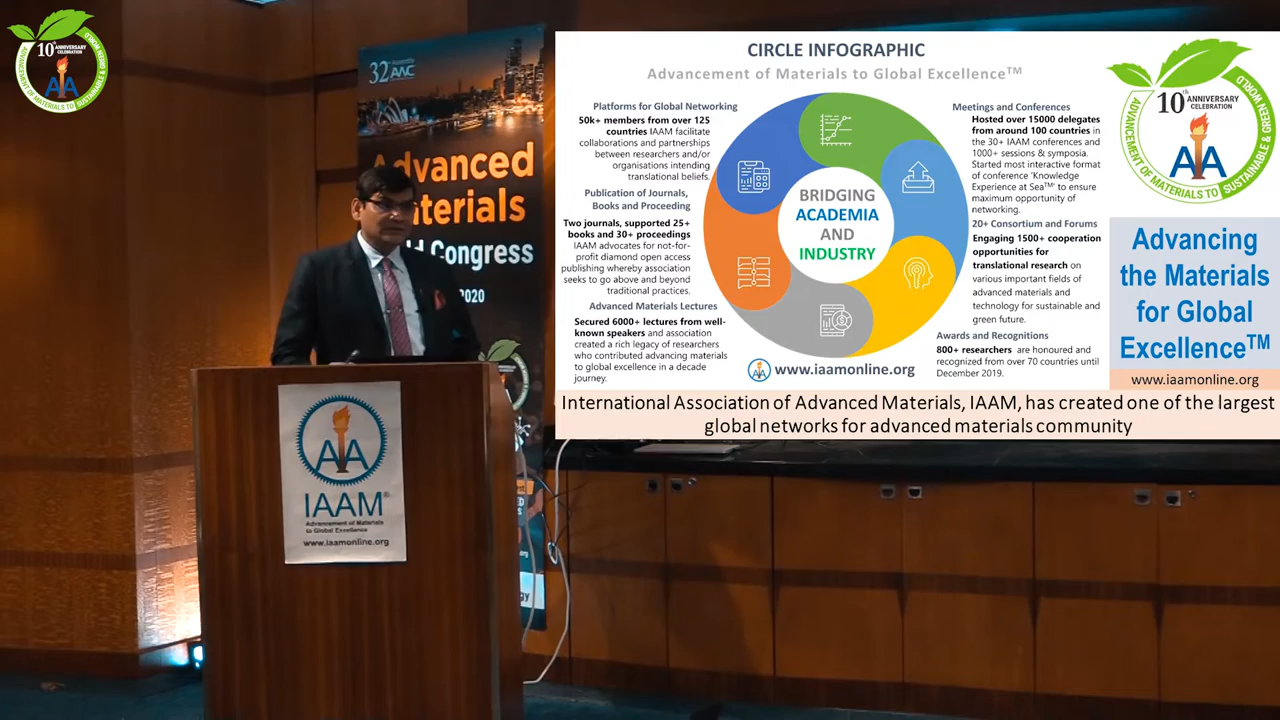 10th ANNIVERSARY
CELEBRATION
ADVANCEMENT OF MATERIALS TO SUSTAINABLE & GREEN WORLD
32nd Assembly
AMC
Advanced
Materials
World Congress
2020
IAAM®
Advancement of Materials
to Global Excellence
www.iaamonline.org
CIRCLE INFOGRAPHIC
Advancement of Materials to Global Excellence™
Platforms for Global Networking
50k+ members from over 125
countries IAAM facilitate
collaborations and partnerships
between researchers and/or
organisations intending
translational beliefs.
Publication of Journals,
Books and Proceeding
Two journals, supported 25+
books and 30+ proceedings
IAAM advocates for not-for-
profit diamond open access
publishing whereby association
seeks to go above and beyond
traditional practices.
Advanced Materials Lectures
Secured 6000+ lectures from well-
known speakers and association
created a rich legacy of researchers
who contributed advancing materials
to global excellence in a decade
journey.
BRIDGING
ACADEMIA
AND
INDUSTRY
www.iaamonline.org
Meetings and Conferences
Hosted over 15000 delegates
from around 100 countries in
the 30+ IAAM conferences and
1000+ sessions & symposia.
Started most interactive format
of conference 'Knowledge
Experience at Sea™' to ensure
maximum opportunity of
networking.
20+ Consortium and Forums
Engaging 1500+ cooperation
opportunities for
translational research on
various important fields of
advanced materials and
technology for sustainable and
green future.
Awards and Recognitions
800+ researchers are honoured and
recognized from over 70 countries until
December 2019.
10th ANNIVERSARY
CELEBRATION
ADVANCEMENT OF MATERIALS TO SUSTAINABLE & GREEN WORLD
Advancing
the Materials
for Global
Excellence™
www.iaamonline.org
International Association of Advanced Materials, IAAM, has created one of the largest
global networks for advanced materials community